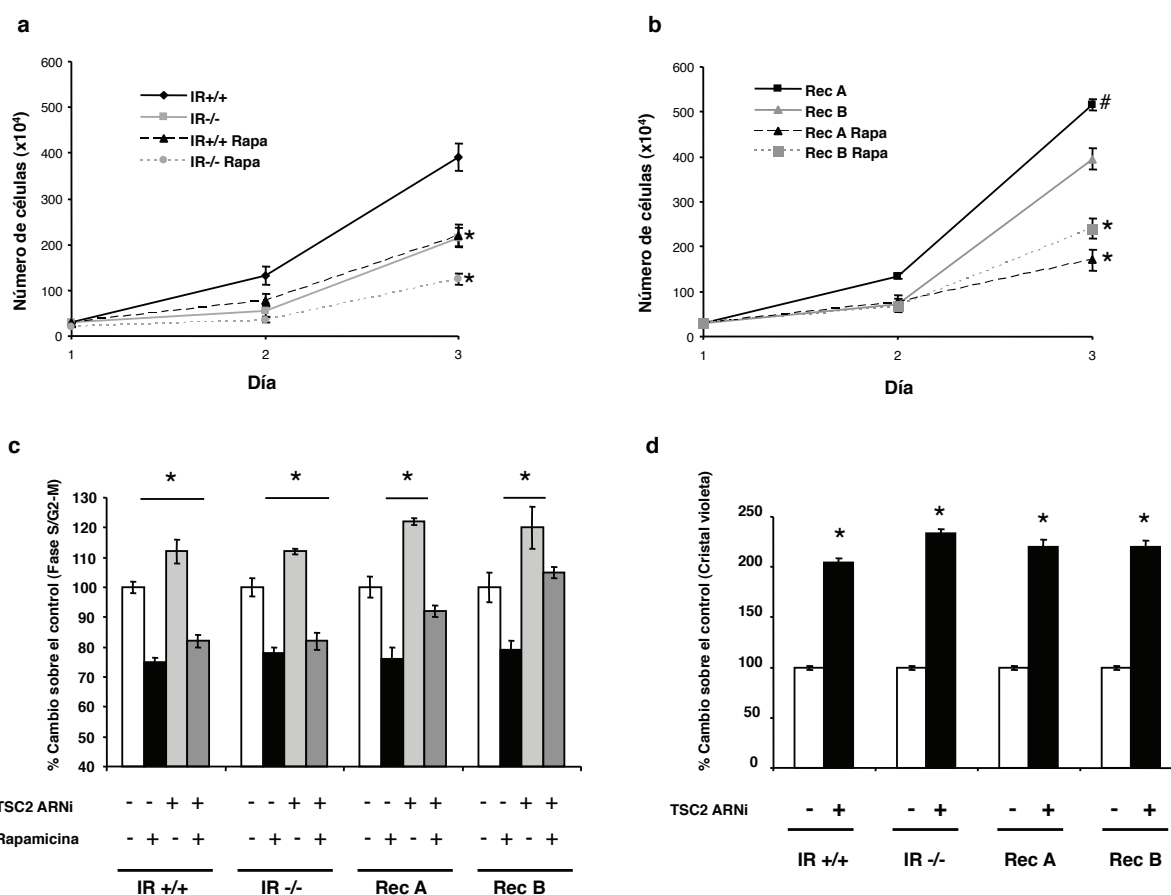 a
Número de células (x10⁴)
600
500
400
300
200
100
0
IR+/+
IR-/-
IR+/+ Rapa
IR-/- Rapa
*
*
1 2 3
Día
b
Número de células (x10⁴)
600
500
400
300
200
100
0
Rec A
Rec B
Rec A Rapa
Rec B Rapa
#
*
*
1 2 3
Día
c
% Cambio sobre el control (Fase S/G2-M)
130
120
110
100
90
80
70
60
50
40
* * * *
TSC2 ARNi - - + + - - + + - - + + - - + +
Rapamicina - + - + - + - + - + - + - + - +
IR +/+ IR -/- Rec A Rec B
d
% Cambio sobre el control (Cristal violeta)
250
200
150
100
50
0
* * * *
TSC2 ARNi - + - + - + - +
IR +/+ IR -/- Rec A Rec B